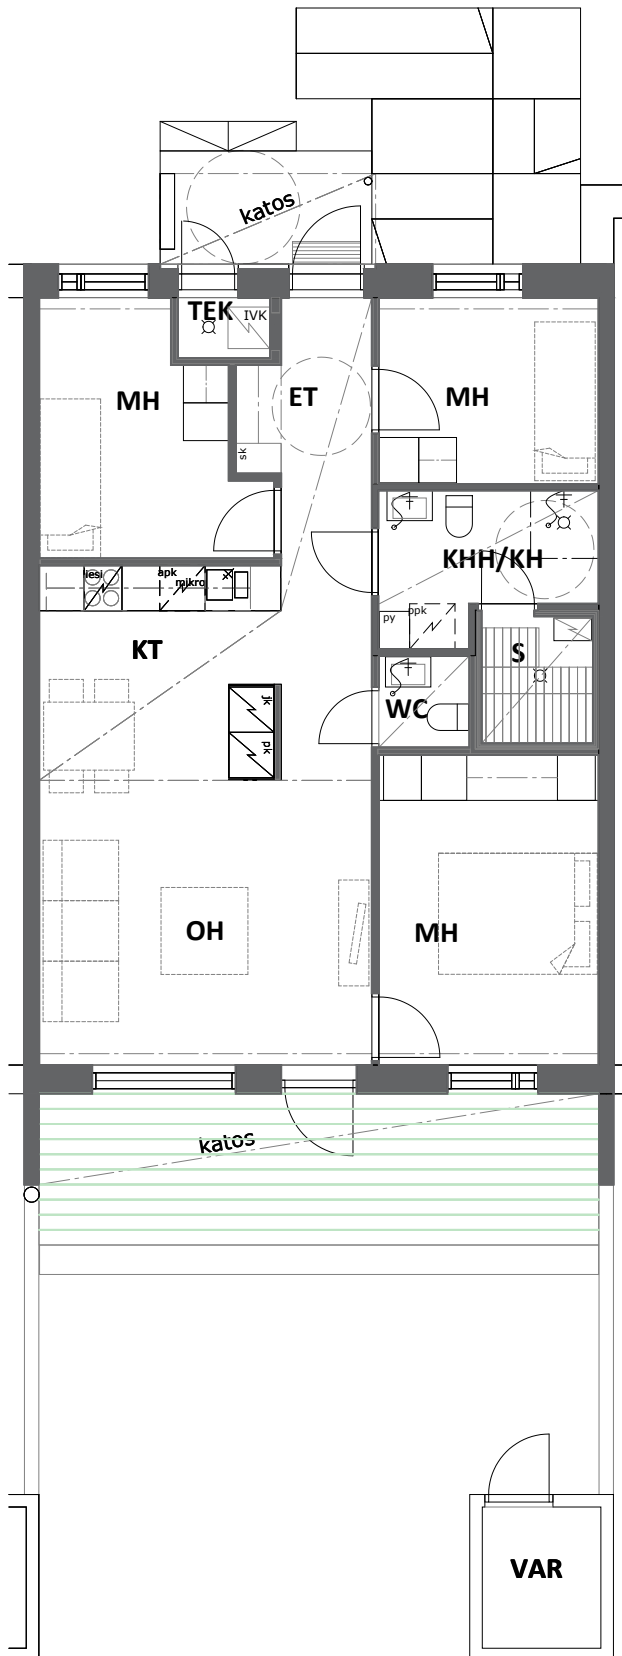 katos
TEK
IVK
MH
ET
MH
sk
KHH/KH
liesi
apk
mikro
py
ppk
KT
S
jk
WC
pk
OH
MH
katos
VAR